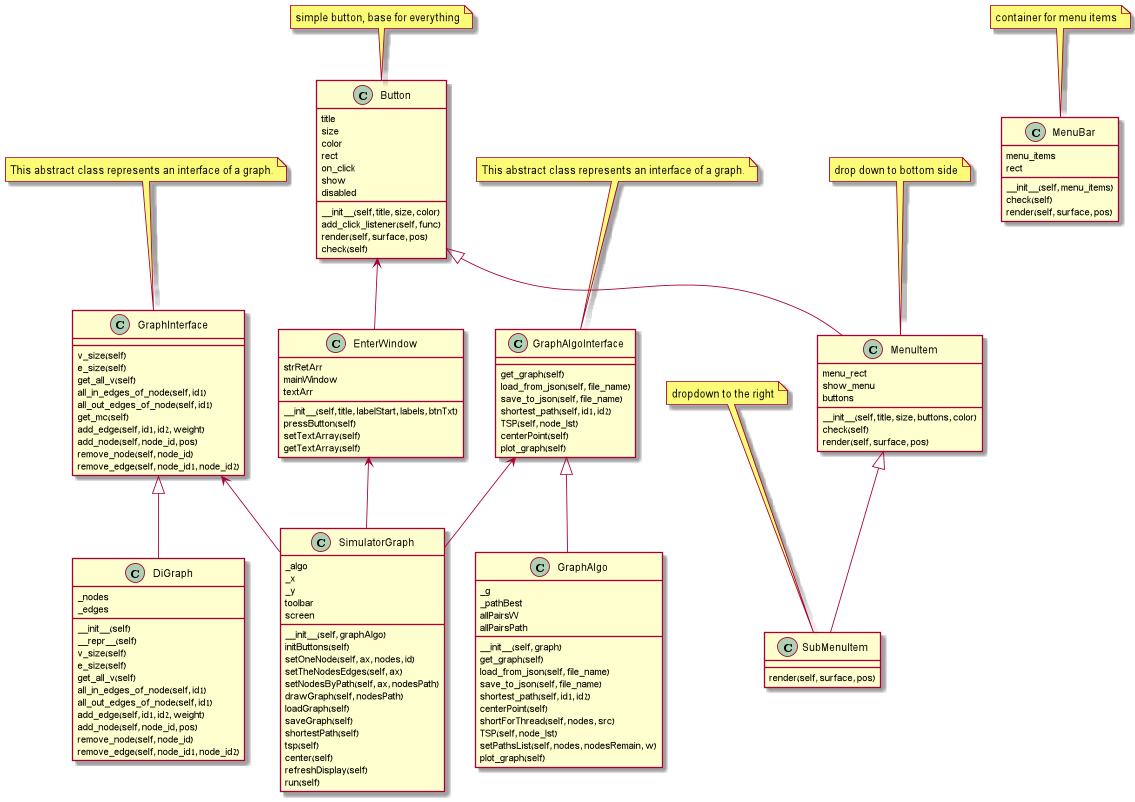 simple button, base for everything
container for menu items
C Button
title
size
color
rect
on_click
show
disabled
__init__(self, title, size, color)
add_click_listener(self, func)
render(self, surface, pos)
check(self)
C MenuBar
menu_items
rect
__init__(self, menu_items)
check(self)
render(self, surface, pos)
This abstract class represents an interface of a graph.
This abstract class represents an interface of a graph.
drop down to bottom side
C GraphInterface
v_size(self)
e_size(self)
get_all_v(self)
all_in_edges_of_node(self, id1)
all_out_edges_of_node(self, id1)
get_mc(self)
add_edge(self, id1, id2, weight)
add_node(self, node_id, pos)
remove_node(self, node_id)
remove_edge(self, node_id1, node_id2)
C EnterWindow
strRetArr
mainWindow
textArr
__init__(self, title, labelStart, labels, btnTxt)
pressButton(self)
setTextArray(self)
getTextArray(self)
C GraphAlgoInterface
get_graph(self)
load_from_json(self, file_name)
save_to_json(self, file_name)
shortest_path(self, id1, id2)
TSP(self, node_lst)
centerPoint(self)
plot_graph(self)
C MenuItem
menu_rect
show_menu
buttons
__init__(self, title, size, buttons, color)
check(self)
render(self, surface, pos)
dropdown to the right
C DiGraph
_nodes
_edges
__init__(self)
__repr__(self)
v_size(self)
e_size(self)
get_all_v(self)
all_in_edges_of_node(self, id1)
all_out_edges_of_node(self, id1)
add_edge(self, id1, id2, weight)
add_node(self, node_id, pos)
remove_node(self, node_id)
remove_edge(self, node_id1, node_id2)
C SimulatorGraph
_algo
_x
_y
toolbar
screen
__init__(self, graphAlgo)
initButtons(self)
setOneNode(self, ax, nodes, id)
setTheNodesEdges(self, ax)
setNodesByPath(self, ax, nodesPath)
drawGraph(self, nodesPath)
loadGraph(self)
saveGraph(self)
shortestPath(self)
tsp(self)
center(self)
refreshDisplay(self)
run(self)
C GraphAlgo
_g
_pathBest
allPairsW
allPairsPath
__init__(self, graph)
get_graph(self)
load_from_json(self, file_name)
save_to_json(self, file_name)
shortest_path(self, id1, id2)
centerPoint(self)
shortForThread(self, nodes, src)
TSP(self, node_lst)
setPathsList(self, nodes, nodesRemain, w)
plot_graph(self)
C SubMenuItem
render(self, surface, pos)